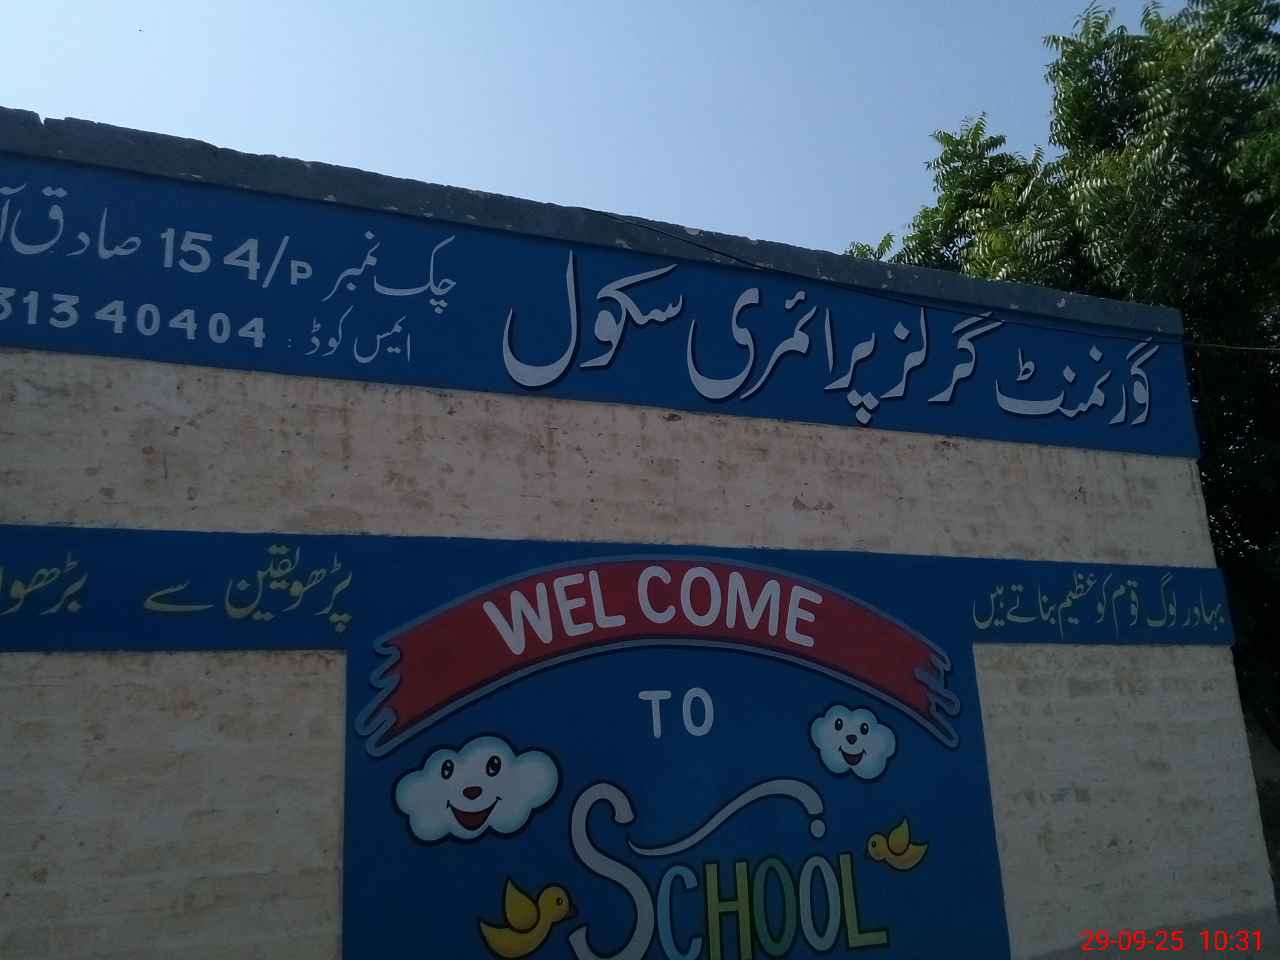 گورنمنٹ گرلز پرائمری سکول
چک نمبر 154/P صادق
ایمس کوڈ : 31340404
بہادر لوگ قوم کو عظیم بناتے ہیں
پڑھو یقین سے
WELCOME
TO
SCHOOL
29-09-25 10:31